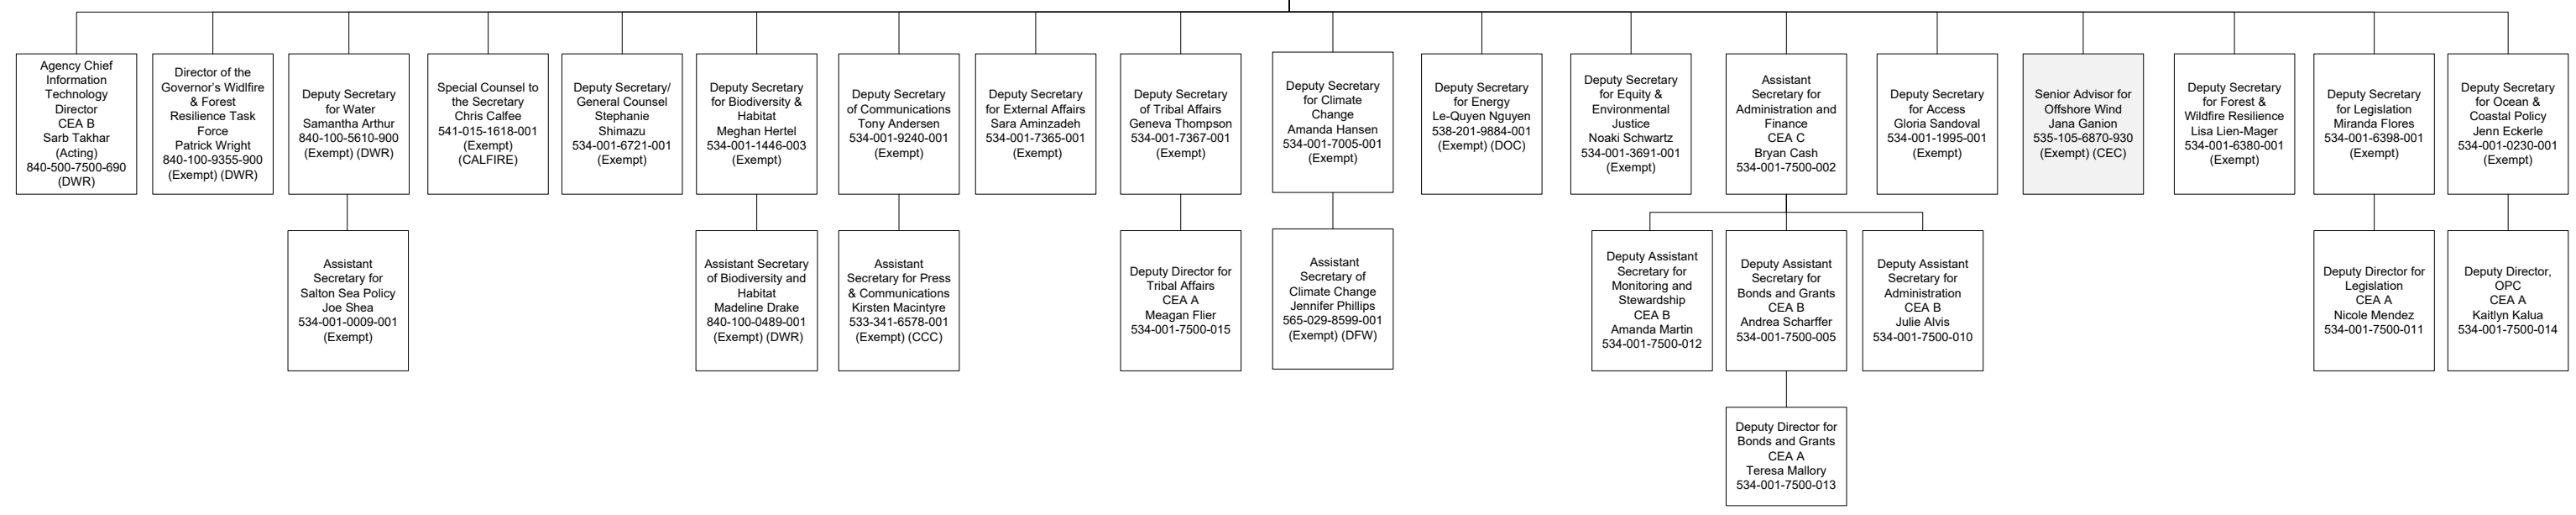 Agency Chief
Information
Technology
Director
CEA B
Sarb Takhar
(Acting)
840-500-7500-690
(DWR)
Director of the
Governor's Widlfire
& Forest
Resilience Task
Force
Patrick Wright
840-100-9355-900
(Exempt) (DWR)
Deputy Secretary
for Water
Samantha Arthur
840-100-5610-900
(Exempt) (DWR)
Special Counsel to
the Secretary
Chris Calfee
541-015-1618-001
(Exempt)
(CALFIRE)
Deputy Secretary/
General Counsel
Stephanie
Shimazu
534-001-6721-001
(Exempt)
Deputy Secretary
for Biodiversity &
Habitat
Meghan Hertel
534-001-1446-003
(Exempt)
Deputy Secretary
of Communications
Tony Andersen
534-001-9240-001
(Exempt)
Deputy Secretary
for External Affairs
Sara Aminzadeh
534-001-7365-001
(Exempt)
Deputy Secretary
of Tribal Affairs
Geneva Thompson
534-001-7367-001
(Exempt)
Deputy Secretary
for Climate
Change
Amanda Hansen
534-001-7005-001
(Exempt)
Deputy Secretary
for Energy
Le-Quyen Nguyen
538-201-9884-001
(Exempt) (DOC)
Deputy Secretary
for Equity &
Environmental
Justice
Noaki Schwartz
534-001-3691-001
(Exempt)
Assistant
Secretary for
Administration and
Finance
CEA C
Bryan Cash
534-001-7500-002
Deputy Secretary
for Access
Gloria Sandoval
534-001-1995-001
(Exempt)
Senior Advisor for
Offshore Wind
Jana Ganion
535-105-6870-930
(Exempt) (CEC)
Deputy Secretary
for Forest &
Wildfire Resilience
Lisa Lien-Mager
534-001-6380-001
(Exempt)
Deputy Secretary
for Legislation
Miranda Flores
534-001-6398-001
(Exempt)
Deputy Secretary
for Ocean &
Coastal Policy
Jenn Eckerle
534-001-0230-001
(Exempt)
Assistant
Secretary for
Salton Sea Policy
Joe Shea
534-001-0009-001
(Exempt)
Assistant Secretary
of Biodiversity and
Habitat
Madeline Drake
840-100-0489-001
(Exempt) (DWR)
Assistant
Secretary for Press
& Communications
Kirsten Macintyre
533-341-6578-001
(Exempt) (CCC)
Deputy Director for
Tribal Affairs
CEA A
Meagan Flier
534-001-7500-015
Assistant
Secretary of
Climate Change
Jennifer Phillips
565-029-8599-001
(Exempt) (DFW)
Deputy Assistant
Secretary for
Monitoring and
Stewardship
CEA B
Amanda Martin
534-001-7500-012
Deputy Assistant
Secretary for
Bonds and Grants
CEA B
Andrea Scharffer
534-001-7500-005
Deputy Assistant
Secretary for
Administration
CEA B
Julie Alvis
534-001-7500-010
Deputy Director for
Legislation
CEA A
Nicole Mendez
534-001-7500-011
Deputy Director,
OPC
CEA A
Kaitlyn Kalua
534-001-7500-014
Deputy Director for
Bonds and Grants
CEA A
Teresa Mallory
534-001-7500-013